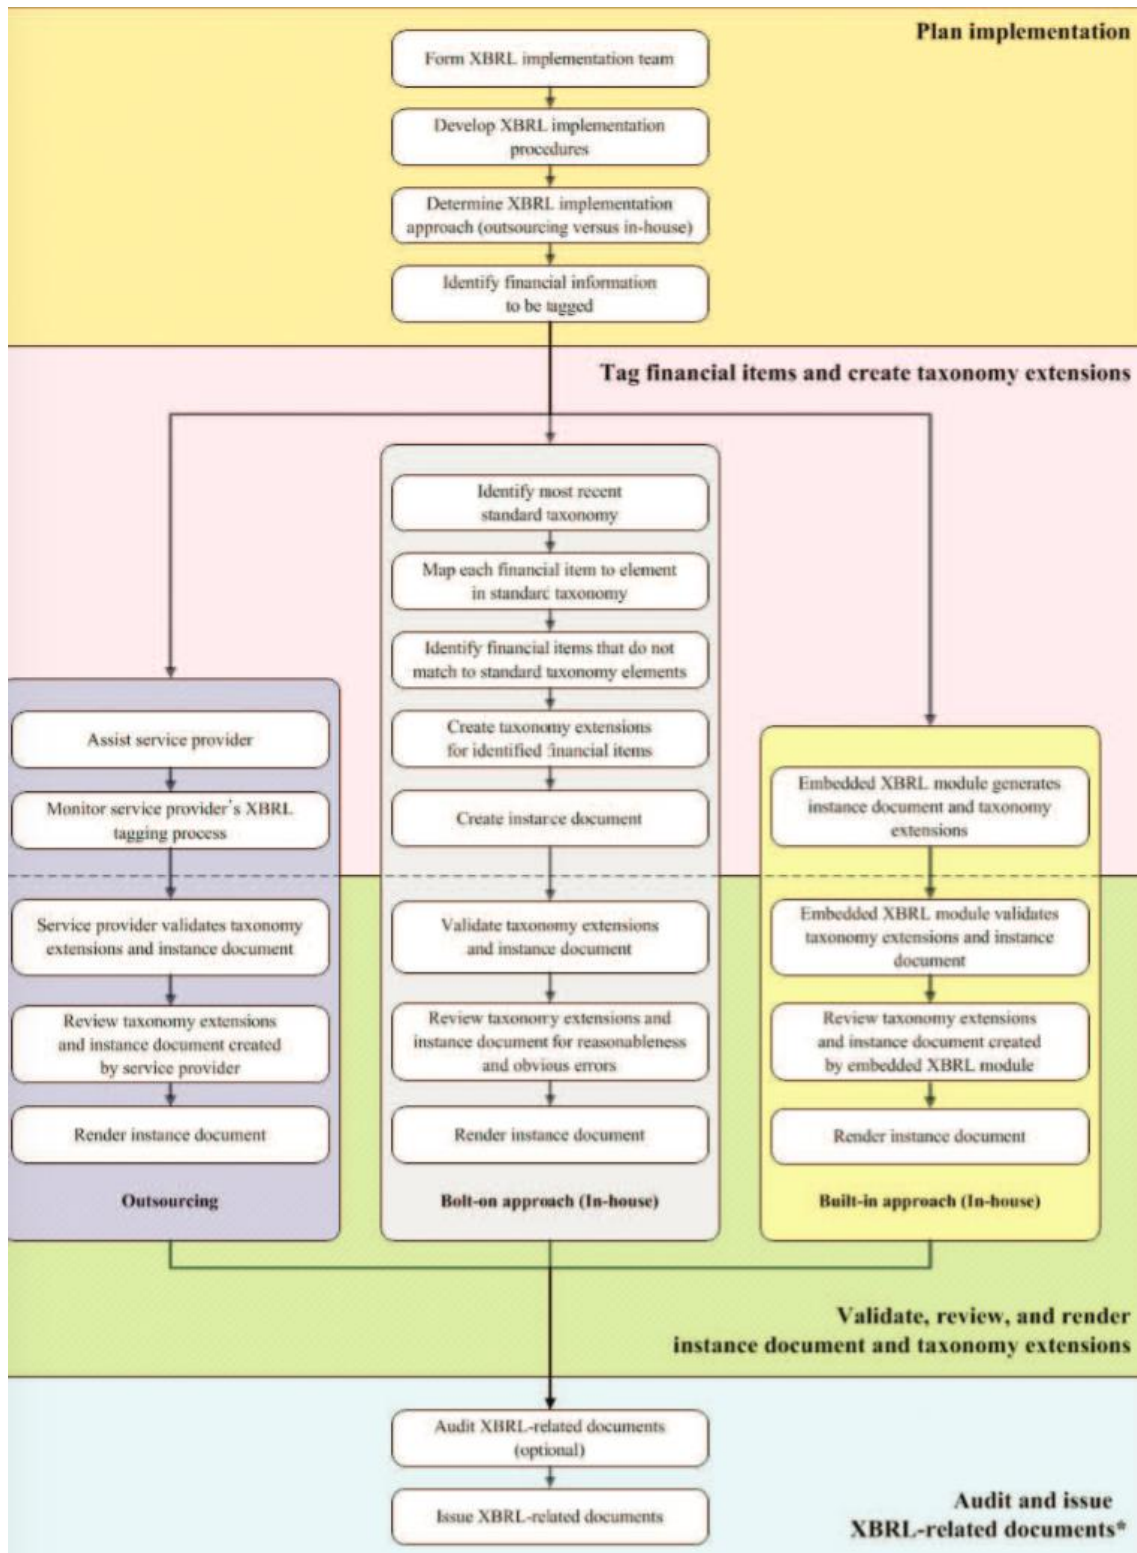 Plan implementation
Form XBRL implementation team
Develop XBRL implementation
procedures
Determine XBRL implementation
approach (outsourcing versus in-house)
Identify financial information
to be tagged
Tag financial items and create taxonomy extensions
Assist service provider
Monitor service provider's XBRL
tagging process
Service provider validates taxonomy
extensions and instance document
Review taxonomy extensions
and instance document created
by service provider
Render instance document
Outsourcing
Identify most recent
standard taxonomy
Map each financial item to element
in standard taxonomy
Identify financial items that do not
match to standard taxonomy elements
Create taxonomy extensions
for identified financial items
Create instance document
Validate taxonomy extensions
and instance document
Review taxonomy extensions and
instance document for reasonableness
and obvious errors
Render instance document
Bolt-on approach (In-house)
Embedded XBRL module generates
instance document and taxonomy
extensions
Embedded XBRL module validates
taxonomy extensions and instance
document
Review taxonomy extensions
and instance document created
by embedded XBRL module
Render instance document
Built-in approach (In-house)
Validate, review, and render
instance document and taxonomy extensions
Audit XBRL-related documents
(optional)
Issue XBRL-related documents
Audit and issue
XBRL-related documents*